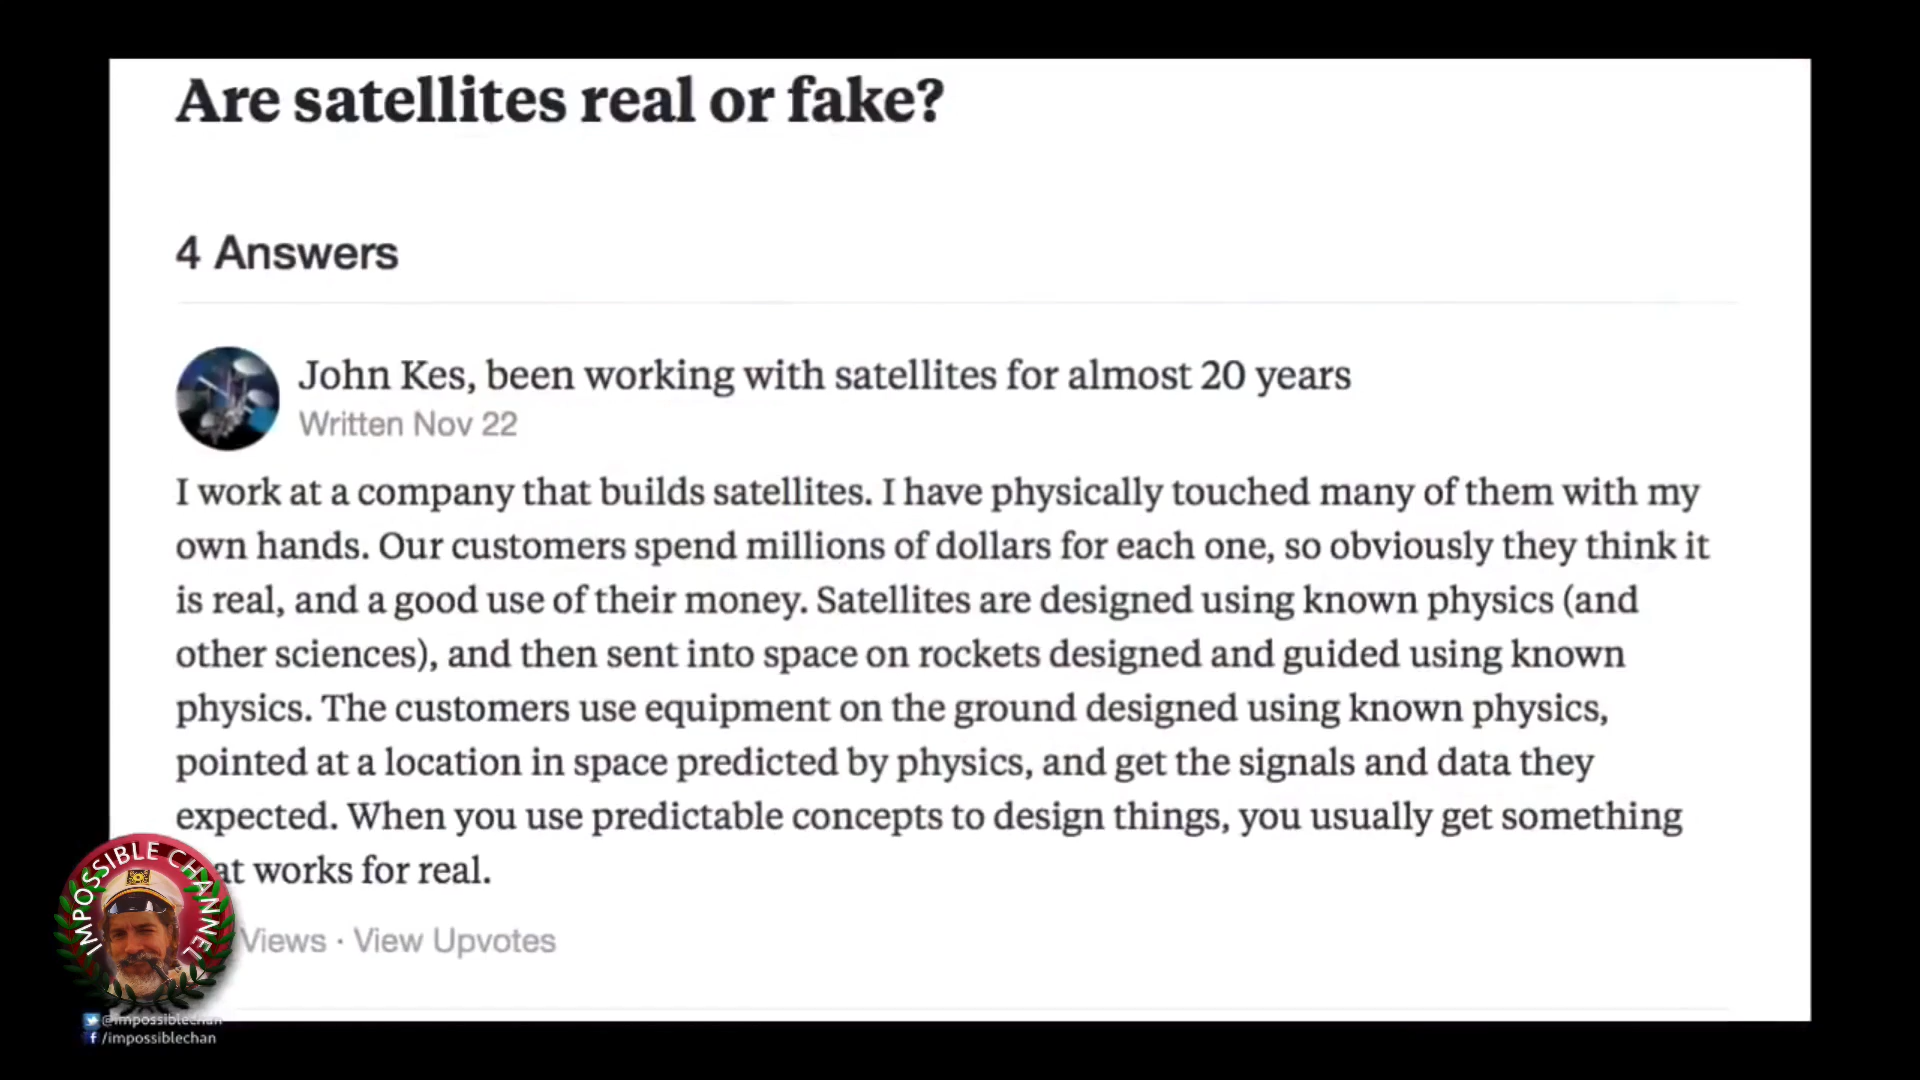 Are satellites real or fake?
4 Answers
John Kes, been working with satellites for almost 20 years
Written Nov 22
I work at a company that builds satellites. I have physically touched many of them with my
own hands. Our customers spend millions of dollars for each one, so obviously they think it
is real, and a good use of their money. Satellites are designed using known physics (and
other sciences), and then sent into space on rockets designed and guided using known
physics. The customers use equipment on the ground designed using known physics,
pointed at a location in space predicted by physics, and get the signals and data they
expected. When you use predictable concepts to design things, you usually get something
at works for real.
Views · View Upvotes
IMPOSSIBLE CHANNEL
@impossiblechan
/impossiblechan